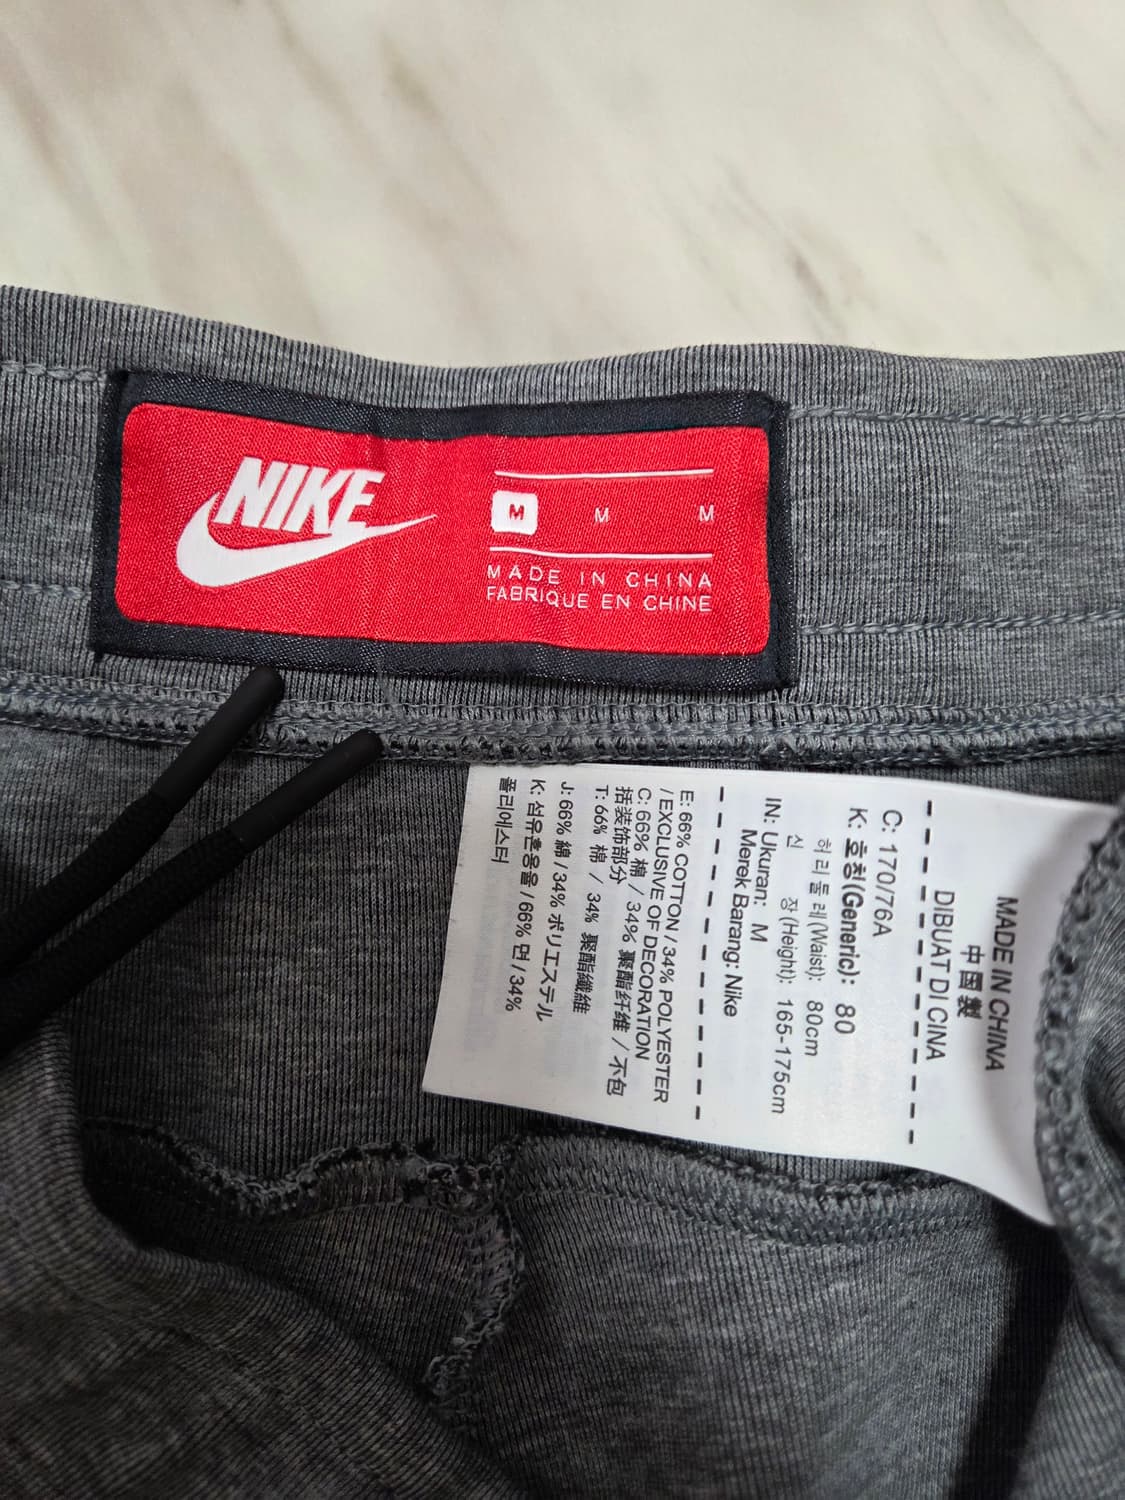 NIKE
M M M
MADE IN CHINA
FABRIQUE EN CHINE
MADE IN CHINA
中国製
DIBUAT DI CINA
C: 170/76A
K: 호칭(Generic): 80
허리둘레(Waist): 80cm
신 장(Height): 165-175cm
IN: Ukuran: M
Merek Barang: Nike
E: 66% COTTON / 34% POLYESTER
/ EXCLUSIVE OF DECORATION
C: 66% 棉 / 34% 聚酯纤维 / 不包
括装饰部分
T: 66% 棉 / 34% 聚酯纖維
J: 66% 綿 / 34% ポリエステル
K: 섬유혼용율 / 66% 면 / 34%
폴리에스터